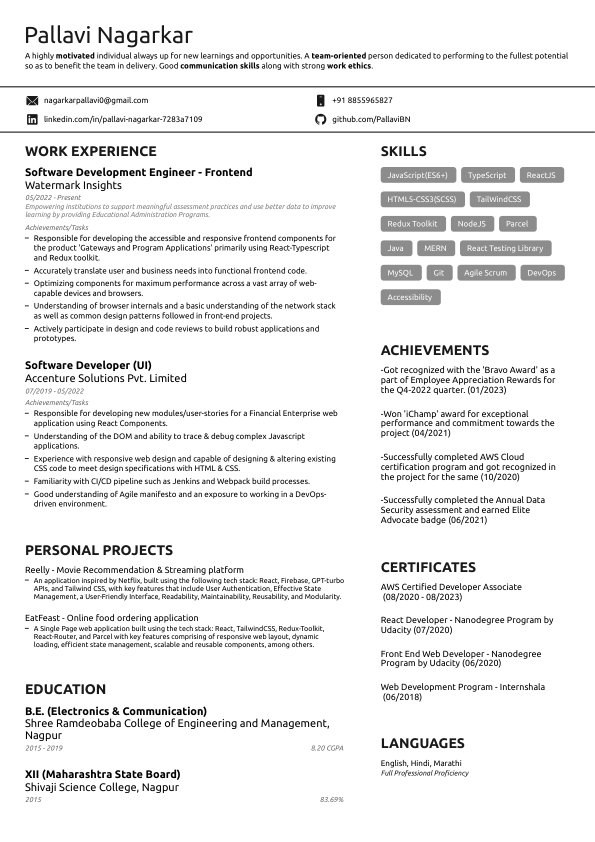 Pallavi Nagarkar
A highly motivated individual always up for new learnings and opportunities. A team-oriented person dedicated to performing to the fullest potential
so as to benefit the team in delivery. Good communication skills along with strong work ethics.
nagarkarpallavi0@gmail.com
+91 8855965827
linkedin.com/in/pallavi-nagarkar-7283a7109
github.com/PallaviBN
WORK EXPERIENCE
Software Development Engineer - Frontend
Watermark Insights
05/2022 - Present
Empowering institutions to support meaningful assessment practices and use better data to improve
learning by providing Educational Administration Programs.
Achievements/Tasks
– Responsible for developing the accessible and responsive frontend components for
the product 'Gateways and Program Applications' primarily using React-Typescript
and Redux toolkit.
– Accurately translate user and business needs into functional frontend code.
– Optimizing components for maximum performance across a vast array of web-
capable devices and browsers.
– Understanding of browser internals and a basic understanding of the network stack
as well as common design patterns followed in front-end projects.
– Actively participate in design and code reviews to build robust applications and
prototypes.
Software Developer (UI)
Accenture Solutions Pvt. Limited
07/2019 - 05/2022
Achievements/Tasks
– Responsible for developing new modules/user-stories for a Financial Enterprise web
application using React Components.
– Understanding of the DOM and ability to trace & debug complex Javascript
applications.
– Experience with responsive web design and capable of designing & altering existing
CSS code to meet design specifications with HTML & CSS.
– Familiarity with CI/CD pipeline such as Jenkins and Webpack build processes.
– Good understanding of Agile manifesto and an exposure to working in a DevOps-
driven environment.
PERSONAL PROJECTS
Reelly - Movie Recommendation & Streaming platform
– An application inspired by Netflix, built using the following tech stack: React, Firebase, GPT-turbo
APIs, and Tailwind CSS, with key features that include User Authentication, Effective State
Management, a User-Friendly Interface, Readability, Maintainability, Reusability, and Modularity.
EatFeast - Online food ordering application
– A Single Page web application built using the tech stack: React, TailwindCSS, Redux-Toolkit,
React-Router, and Parcel with key features comprising of responsive web layout, dynamic
loading, efficient state management, scalable and reusable components, among others.
EDUCATION
B.E. (Electronics & Communication)
Shree Ramdeobaba College of Engineering and Management,
Nagpur
2015 - 2019 8.20 CGPA
XII (Maharashtra State Board)
Shivaji Science College, Nagpur
2015 83.69%
SKILLS
JavaScript(ES6+) TypeScript ReactJS
HTML5-CSS3(SCSS) TailWindCSS
Redux Toolkit NodeJS Parcel
Java MERN React Testing Library
MySQL Git Agile Scrum DevOps
Accessibility
ACHIEVEMENTS
-Got recognized with the 'Bravo Award' as a
part of Employee Appreciation Rewards for
the Q4-2022 quarter. (01/2023)
-Won 'iChamp' award for exceptional
performance and commitment towards the
project (04/2021)
-Successfully completed AWS Cloud
certification program and got recognized in
the project for the same (10/2020)
-Successfully completed the Annual Data
Security assessment and earned Elite
Advocate badge (06/2021)
CERTIFICATES
AWS Certified Developer Associate
(08/2020 - 08/2023)
React Developer - Nanodegree Program by
Udacity (07/2020)
Front End Web Developer - Nanodegree
Program by Udacity (06/2020)
Web Development Program - Internshala
(06/2018)
LANGUAGES
English, Hindi, Marathi
Full Professional Proficiency